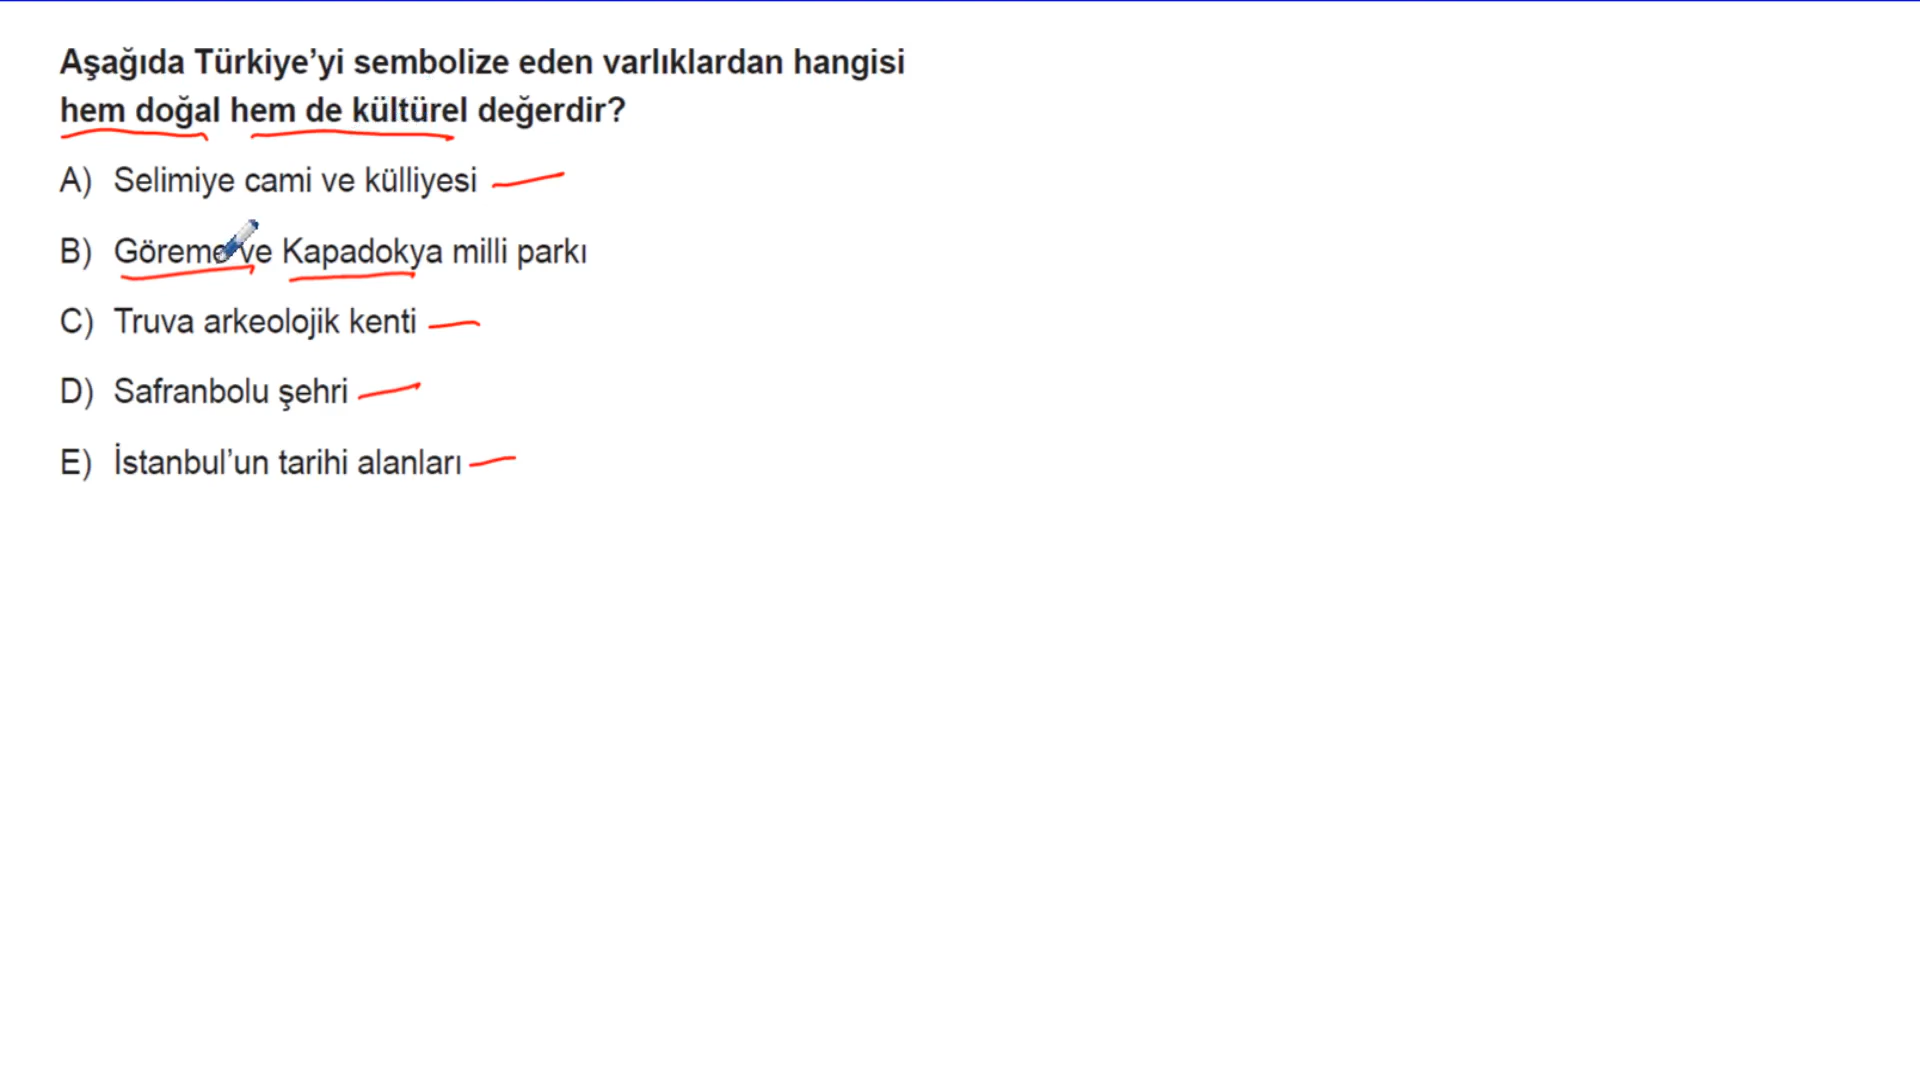 Aşağıda Türkiye’yi sembolize eden varlıklardan hangisi
hem doğal hem de kültürel değerdir?
A) Selimiye cami ve külliyesi
B) Göreme ve Kapadokya milli parkı
C) Truva arkeolojik kenti
D) Safranbolu şehri
E) İstanbul’un tarihi alanları